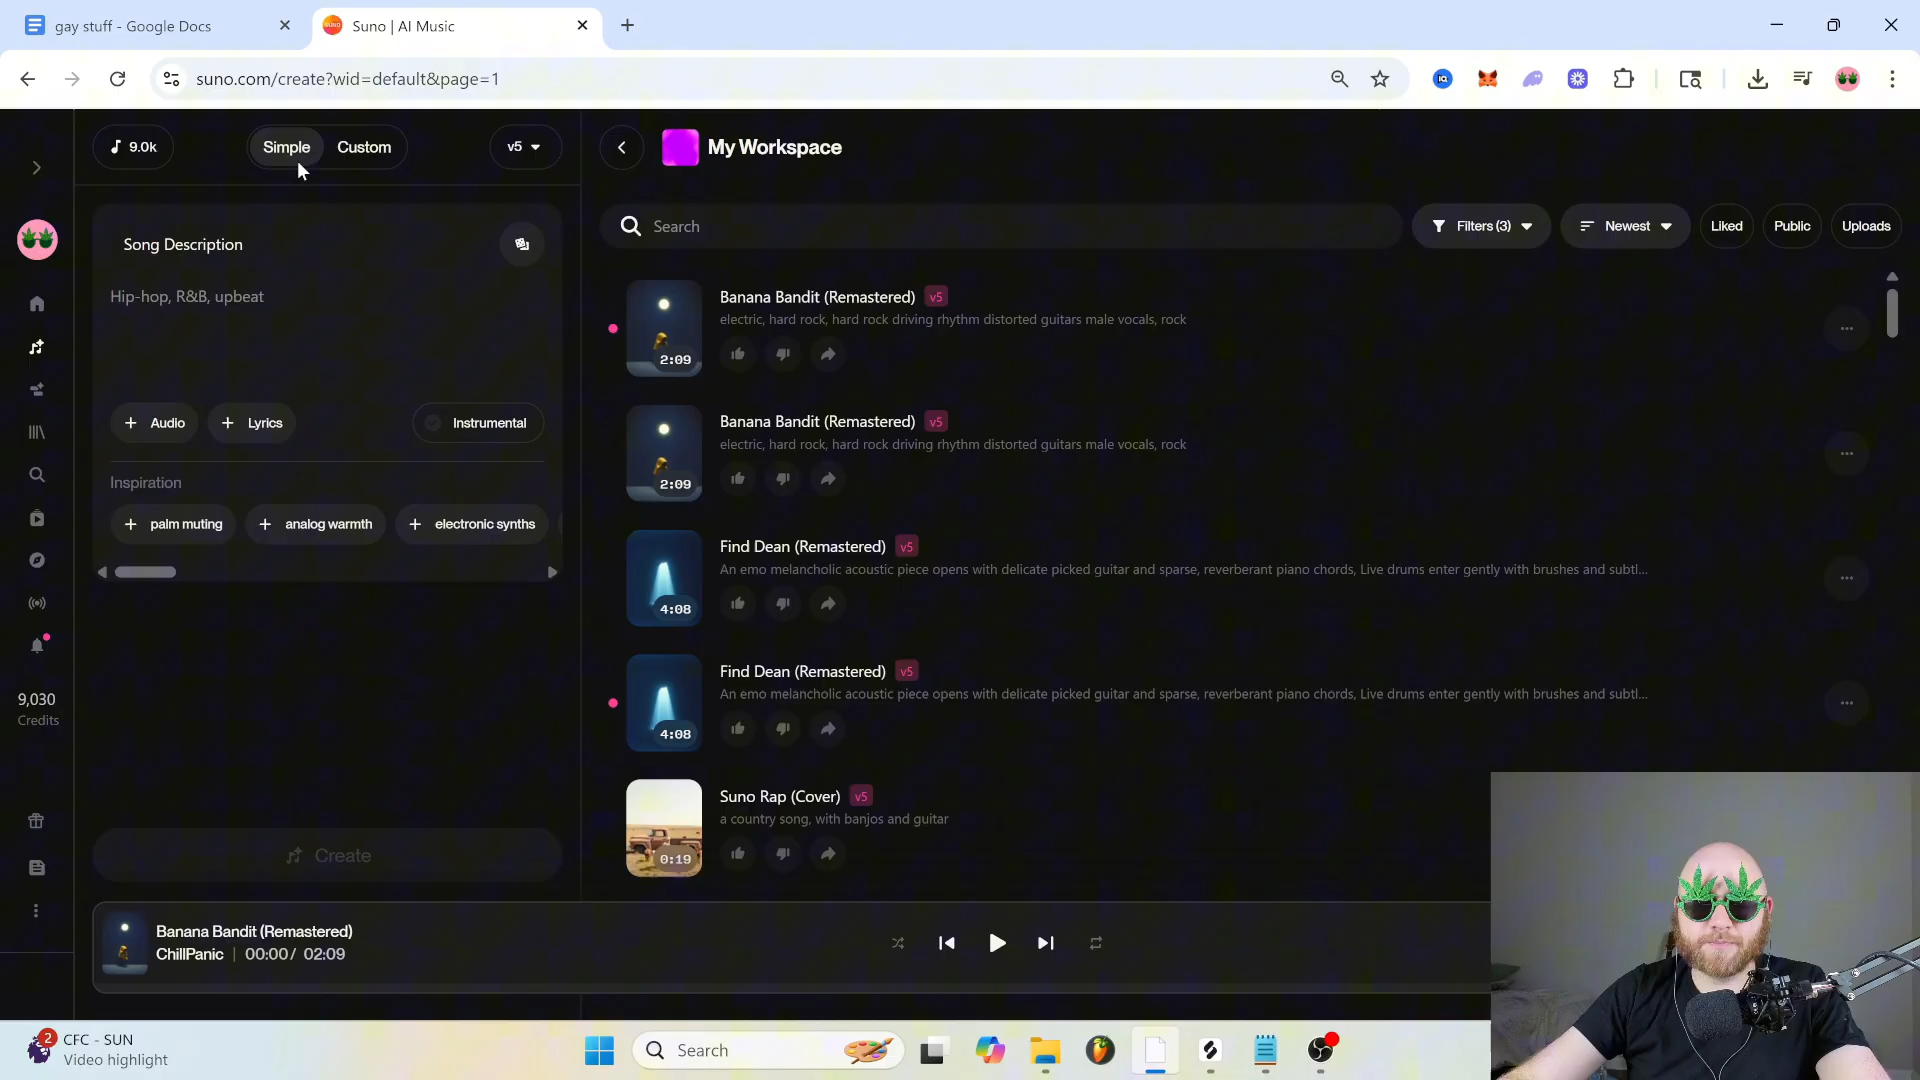 gay stuff - Google Docs
Suno | AI Music
suno.com/create?wid=default&page=1
9.0k
Simple
Custom
v5
My Workspace
Song Description
Hip-hop, R&B, upbeat
Audio
Lyrics
Instrumental
Inspiration
palm muting
analog warmth
electronic synths
Create
9,030
Credits
Search
Filters (3)
Newest
Liked
Public
Uploads
Banana Bandit (Remastered) v5
electric, hard rock, hard rock driving rhythm distorted guitars male vocals, rock
2:09
Banana Bandit (Remastered) v5
electric, hard rock, hard rock driving rhythm distorted guitars male vocals, rock
2:09
Find Dean (Remastered) v5
An emo melancholic acoustic piece opens with delicate picked guitar and sparse, reverberant piano chords, Live drums enter gently with brushes and subtl...
4:08
Find Dean (Remastered) v5
An emo melancholic acoustic piece opens with delicate picked guitar and sparse, reverberant piano chords, Live drums enter gently with brushes and subtl...
4:08
Suno Rap (Cover) v5
a country song, with banjos and guitar
0:19
Banana Bandit (Remastered)
ChillPanic | 00:00 / 02:09
2
CFC - SUN
Video highlight
Search